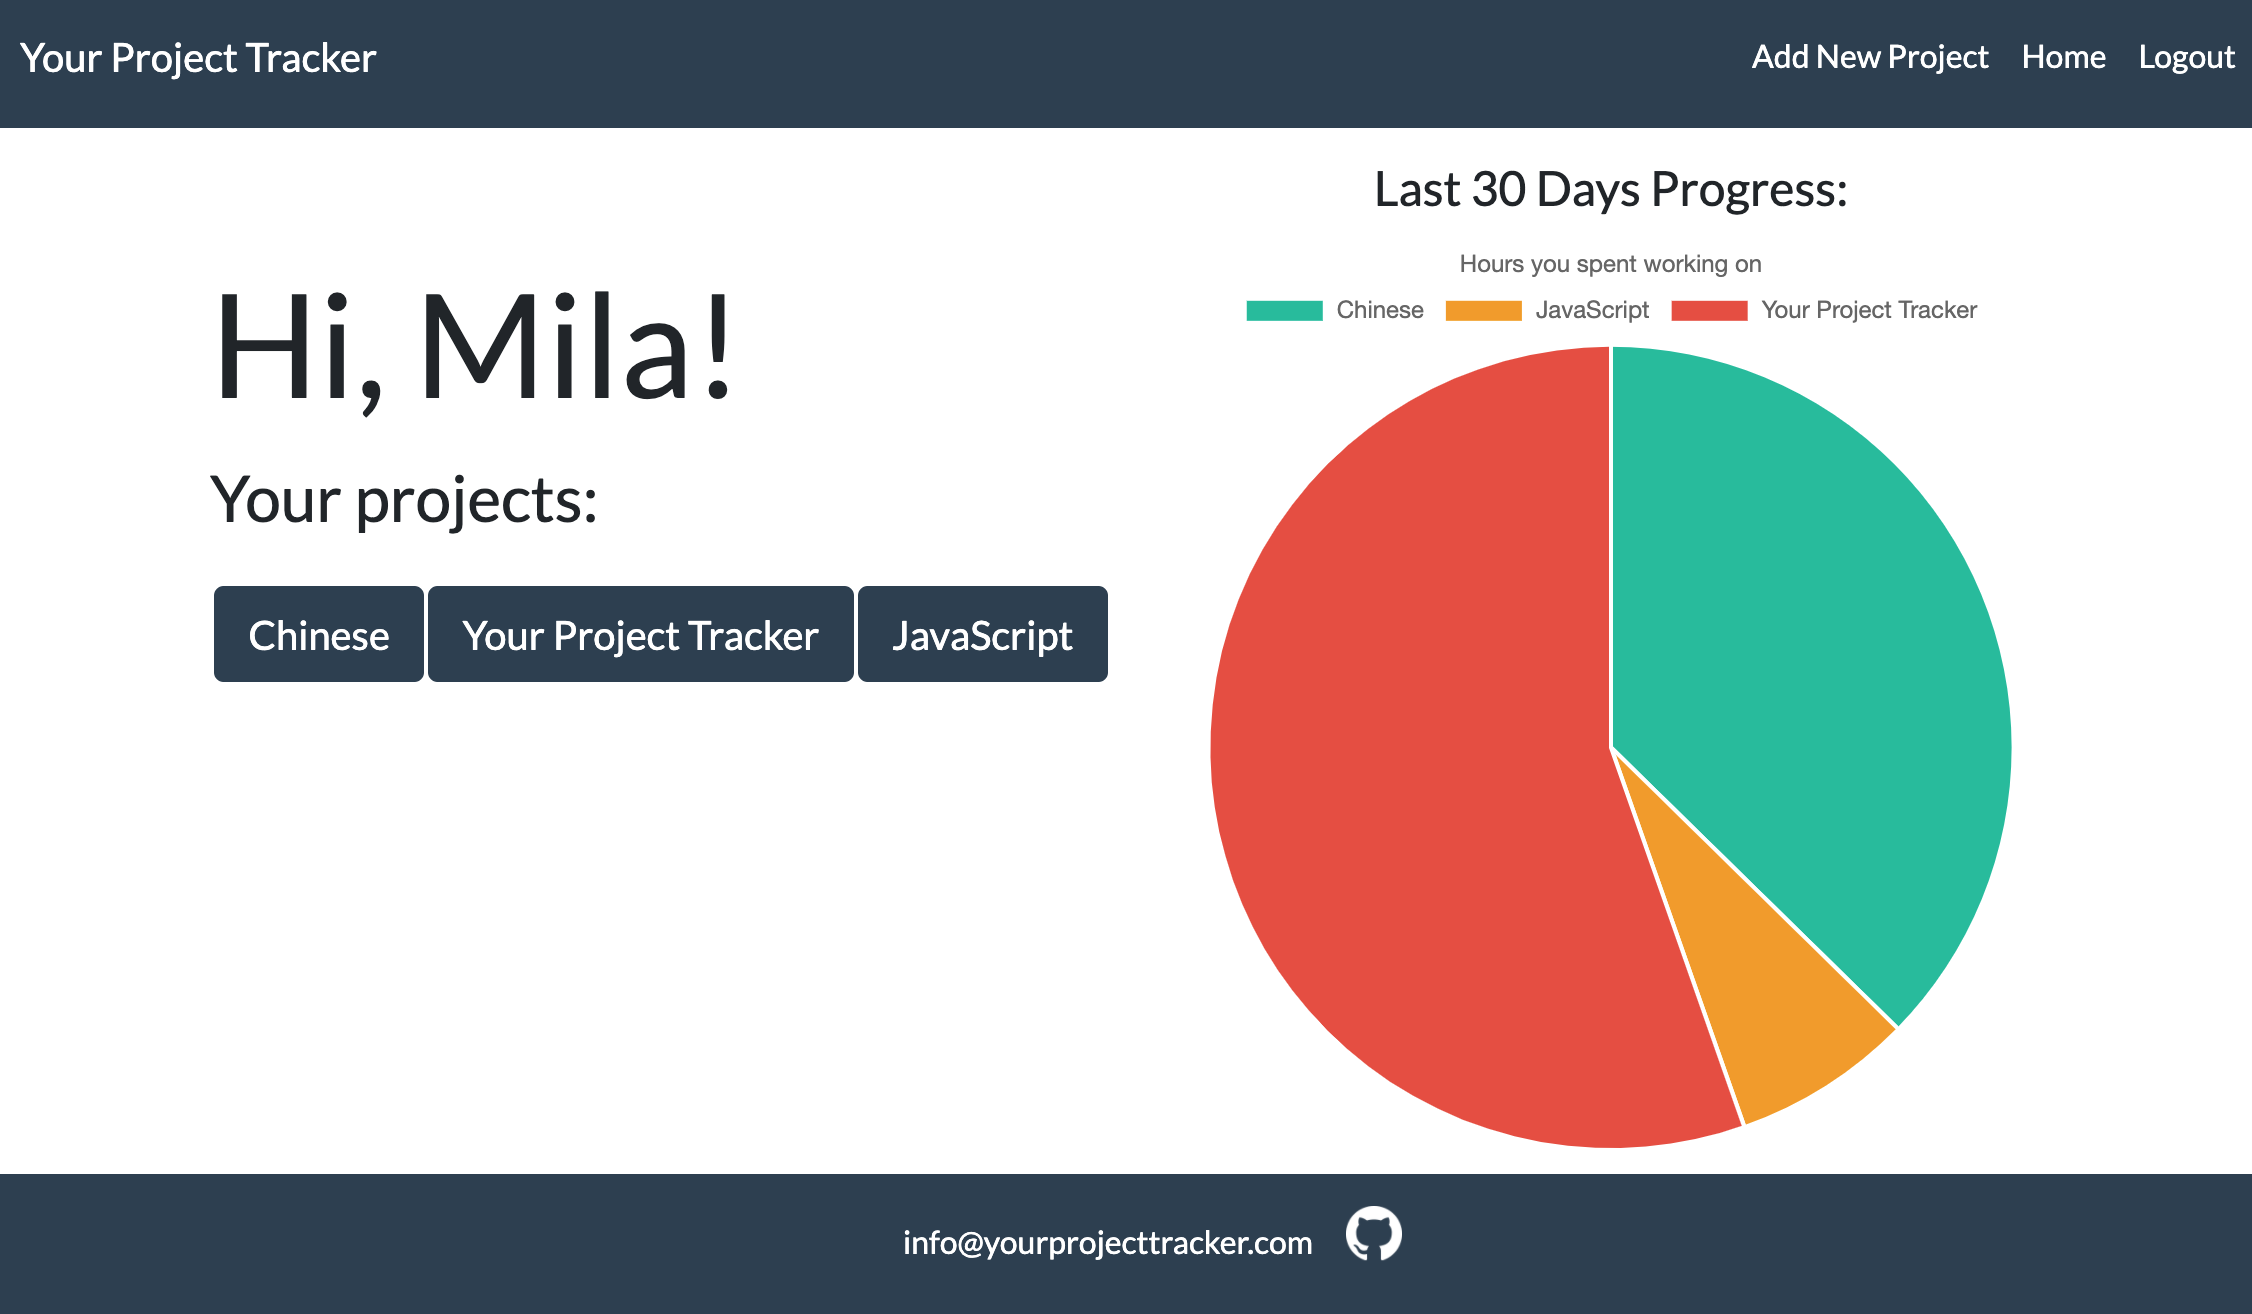 Your Project Tracker
Add New Project Home Logout
Hi, Mila!
Your projects:
Chinese Your Project Tracker JavaScript
Last 30 Days Progress:
Hours you spent working on
Chinese JavaScript Your Project Tracker
info@yourprojecttracker.com